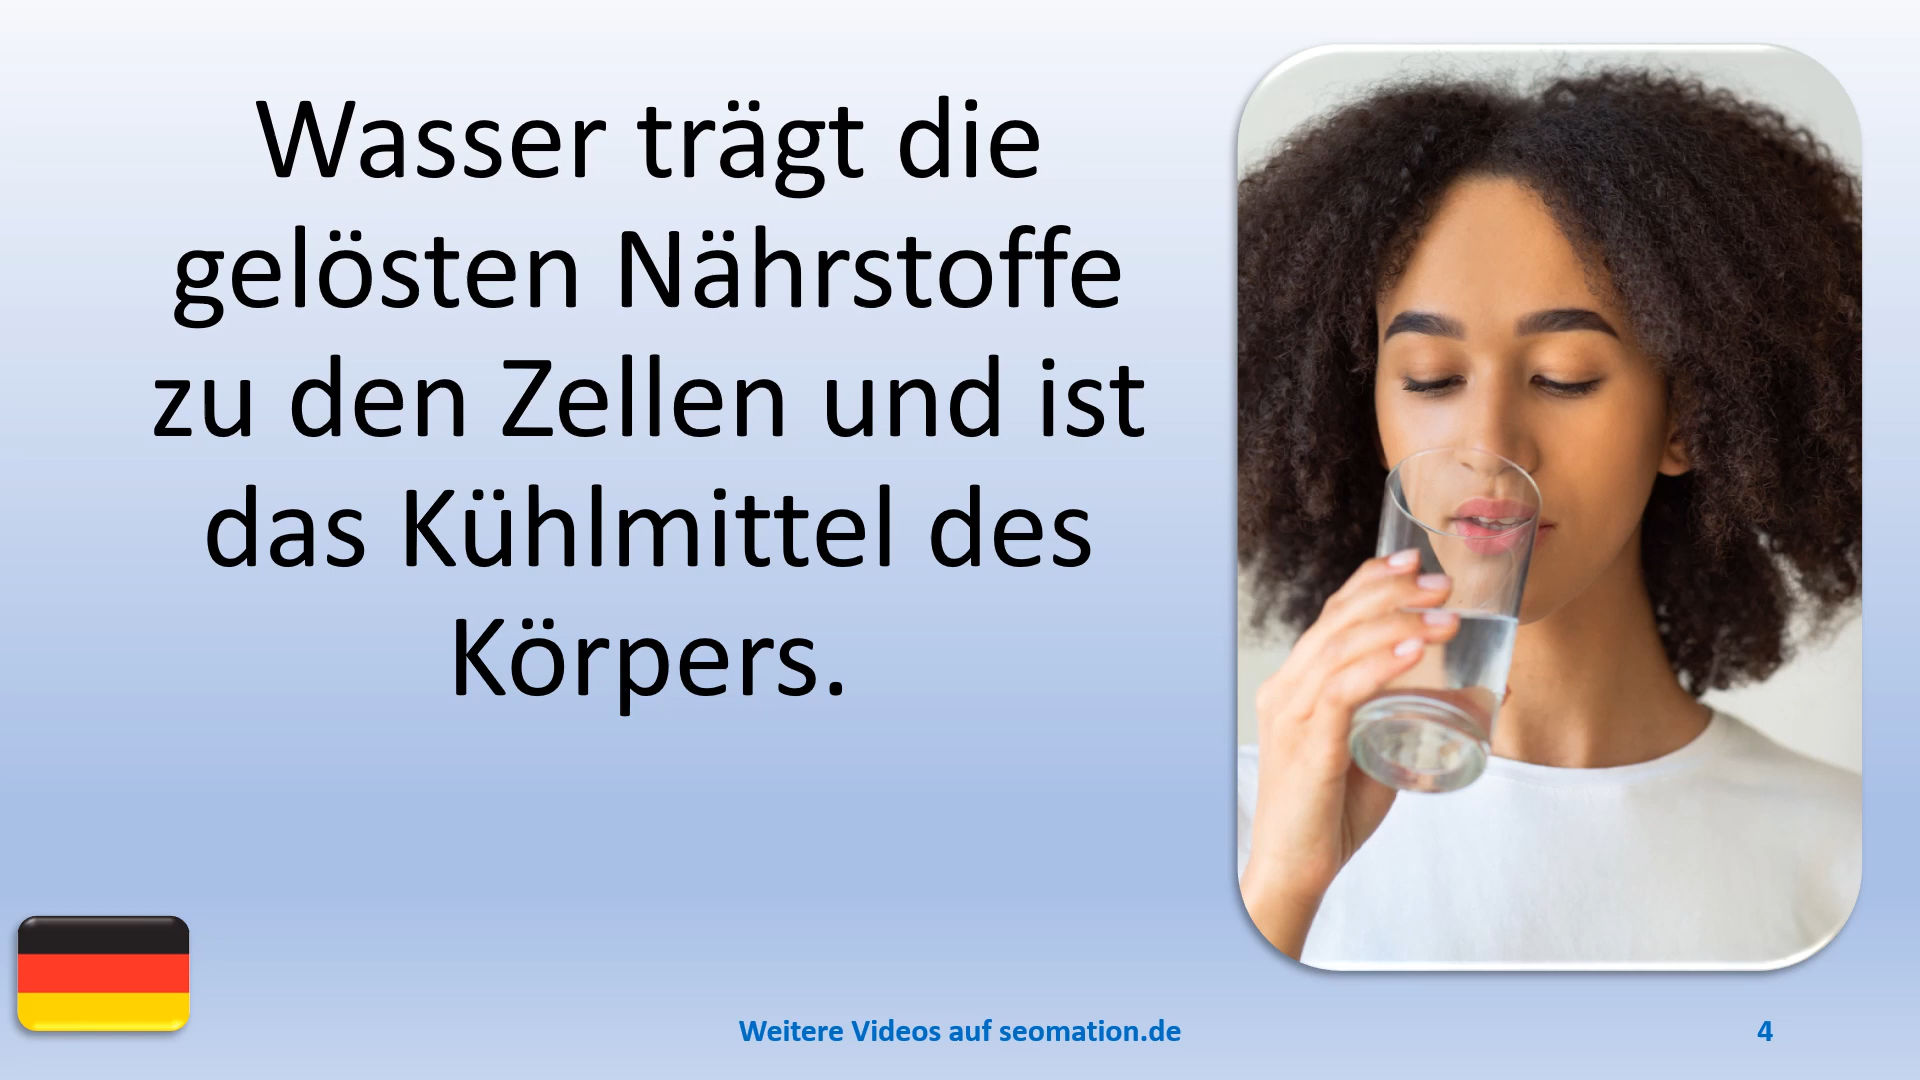 Wasser trägt die
gelösten Nährstoffe
zu den Zellen und ist
das Kühlmittel des
Körpers.
Weitere Videos auf seomation.de
4